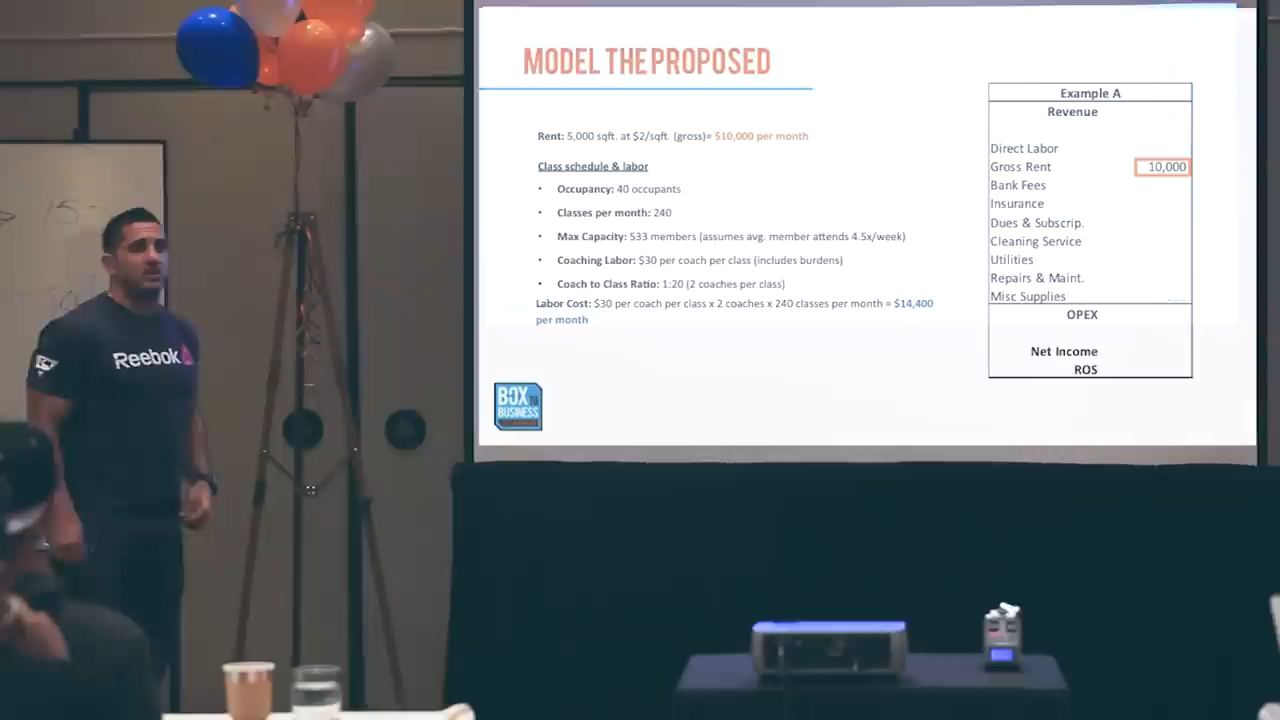 MODEL THE PROPOSED
Rent: 5,000 sqft. at $2/sqft. (gross)= $10,000 per month
Class schedule & labor
• Occupancy: 40 occupants
• Classes per month: 240
• Max Capacity: 533 members (assumes avg. member attends 4.5x/week)
• Coaching Labor: $30 per coach per class (includes burdens)
• Coach to Class Ratio: 1:20 (2 coaches per class)
Labor Cost: $30 per coach per class x 2 coaches x 240 classes per month = $14,400
per month
Example A
Revenue
Direct Labor
Gross Rent 10,000
Bank Fees
Insurance
Dues & Subscrip.
Cleaning Service
Utilities
Repairs & Maint.
Misc Supplies
OPEX
Net Income
ROS
BOX TO
BUSINESS
Reebok